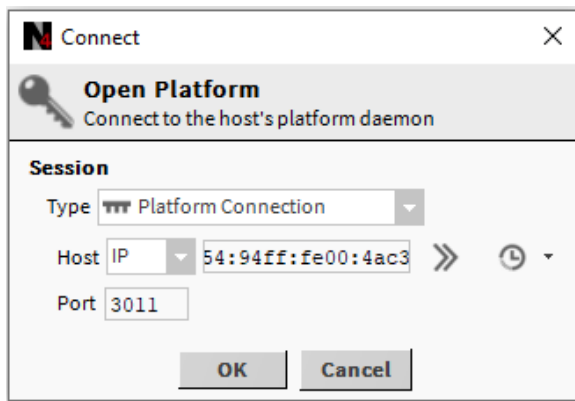 Connect
Open Platform
Connect to the host's platform daemon
Session
Type Platform Connection
Host IP 54:94ff:fe00:4ac3
Port 3011
OK Cancel